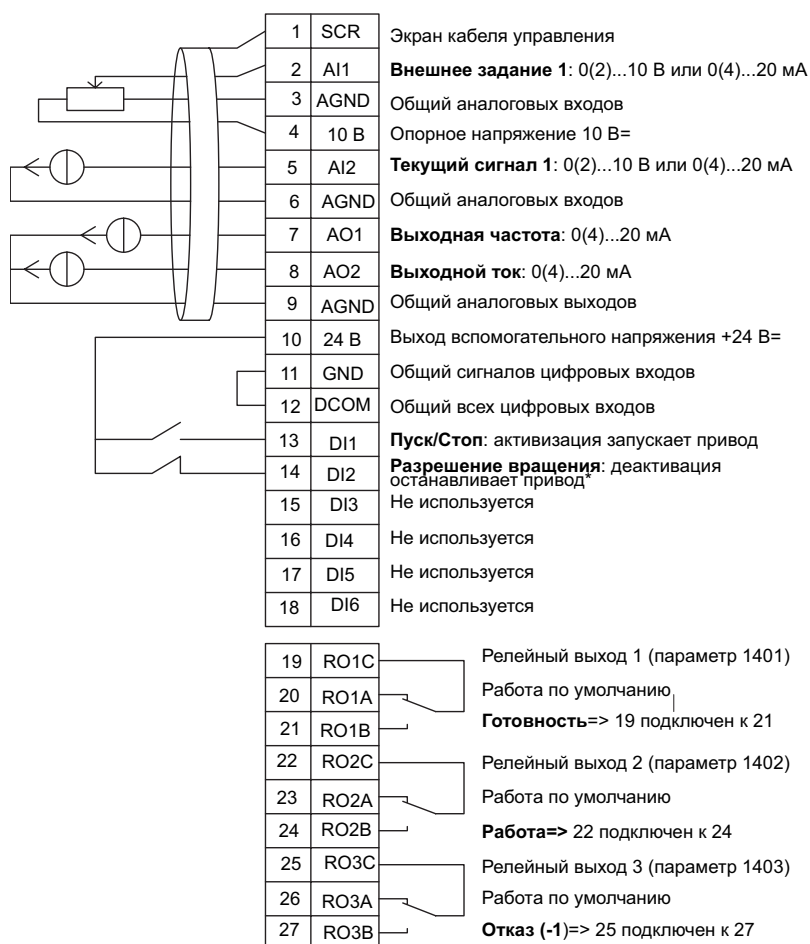 1 SCR Экран кабеля управления
2 AI1 Внешнее задание 1: 0(2)...10 В или 0(4)...20 мА
3 AGND Общий аналоговых входов
4 10 В Опорное напряжение 10 В=
5 AI2 Текущий сигнал 1: 0(2)...10 В или 0(4)...20 мА
6 AGND Общий аналоговых входов
7 AO1 Выходная частота: 0(4)...20 мА
8 AO2 Выходной ток: 0(4)...20 мА
9 AGND Общий аналоговых выходов
10 24 В Выход вспомогательного напряжения +24 В=
11 GND Общий сигналов цифровых входов
12 DCOM Общий всех цифровых входов
13 DI1 Пуск/Стоп: активизация запускает привод
14 DI2 Разрешение вращения: деактивация
останавливает привод*
15 DI3 Не используется
16 DI4 Не используется
17 DI5 Не используется
18 DI6 Не используется
19 RO1C Релейный выход 1 (параметр 1401)
20 RO1A Работа по умолчанию
21 RO1B Готовность=> 19 подключен к 21
22 RO2C Релейный выход 2 (параметр 1402)
23 RO2A Работа по умолчанию
24 RO2B Работа=> 22 подключен к 24
25 RO3C Релейный выход 3 (параметр 1403)
26 RO3A Работа по умолчанию
27 RO3B Отказ (-1)=> 25 подключен к 27